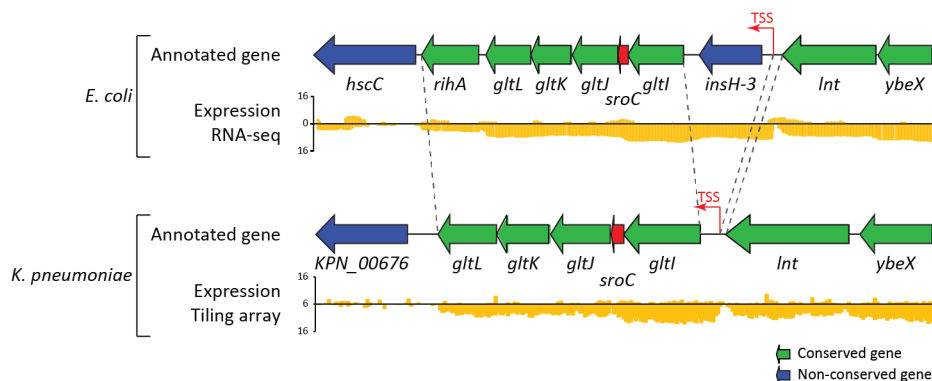 TSS
Annotated gene
hscC rihA gltL gltK gltJ sroC gltI insH-3 lnt ybeX
E. coli
Expression
RNA-seq
16
0
16
TSS
Annotated gene
KPN_00676 gltL gltK gltJ sroC gltI lnt ybeX
K. pneumoniae
Expression
Tiling array
16
6
16
Conserved gene
Non-conserved gene